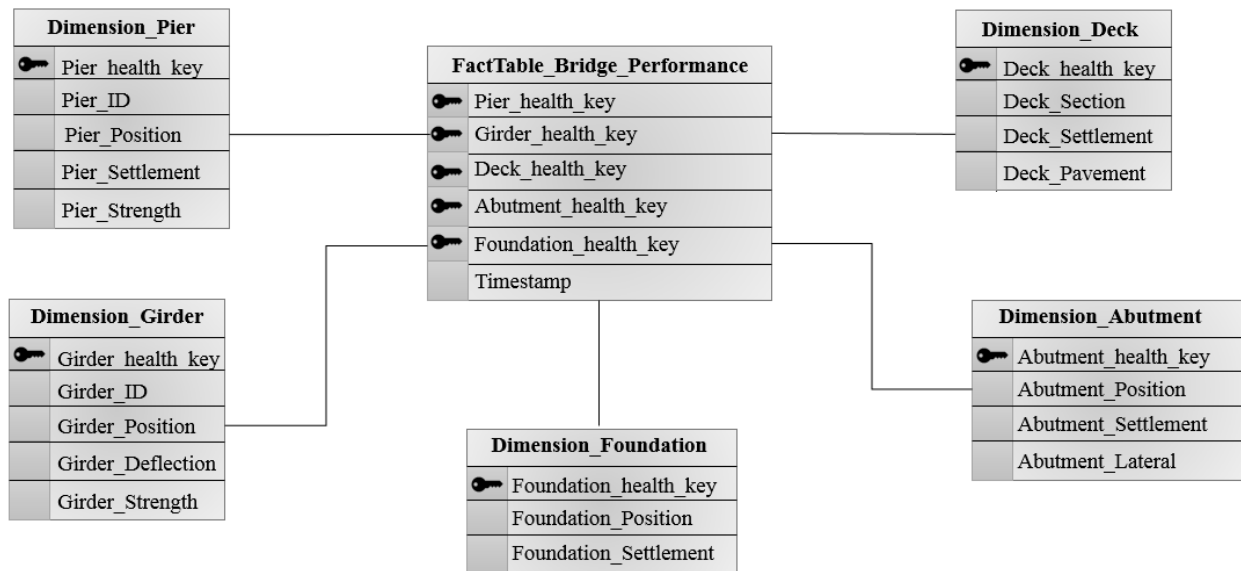 Dimension_Pier
Pier_health_key
Pier_ID
Pier_Position
Pier_Settlement
Pier_Strength
FactTable_Bridge_Performance
Pier_health_key
Girder_health_key
Deck_health_key
Abutment_health_key
Foundation_health_key
Timestamp
Dimension_Deck
Deck_health_key
Deck_Section
Deck_Settlement
Deck_Pavement
Dimension_Girder
Girder_health_key
Girder_ID
Girder_Position
Girder_Deflection
Girder_Strength
Dimension_Foundation
Foundation_health_key
Foundation_Position
Foundation_Settlement
Dimension_Abutment
Abutment_health_key
Abutment_Position
Abutment_Settlement
Abutment_Lateral